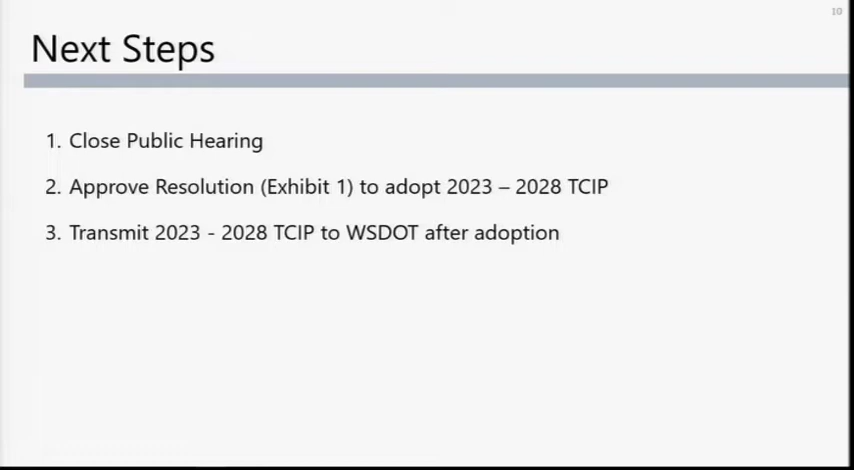 10
Next Steps
1. Close Public Hearing
2. Approve Resolution (Exhibit 1) to adopt 2023 – 2028 TCIP
3. Transmit 2023 - 2028 TCIP to WSDOT after adoption